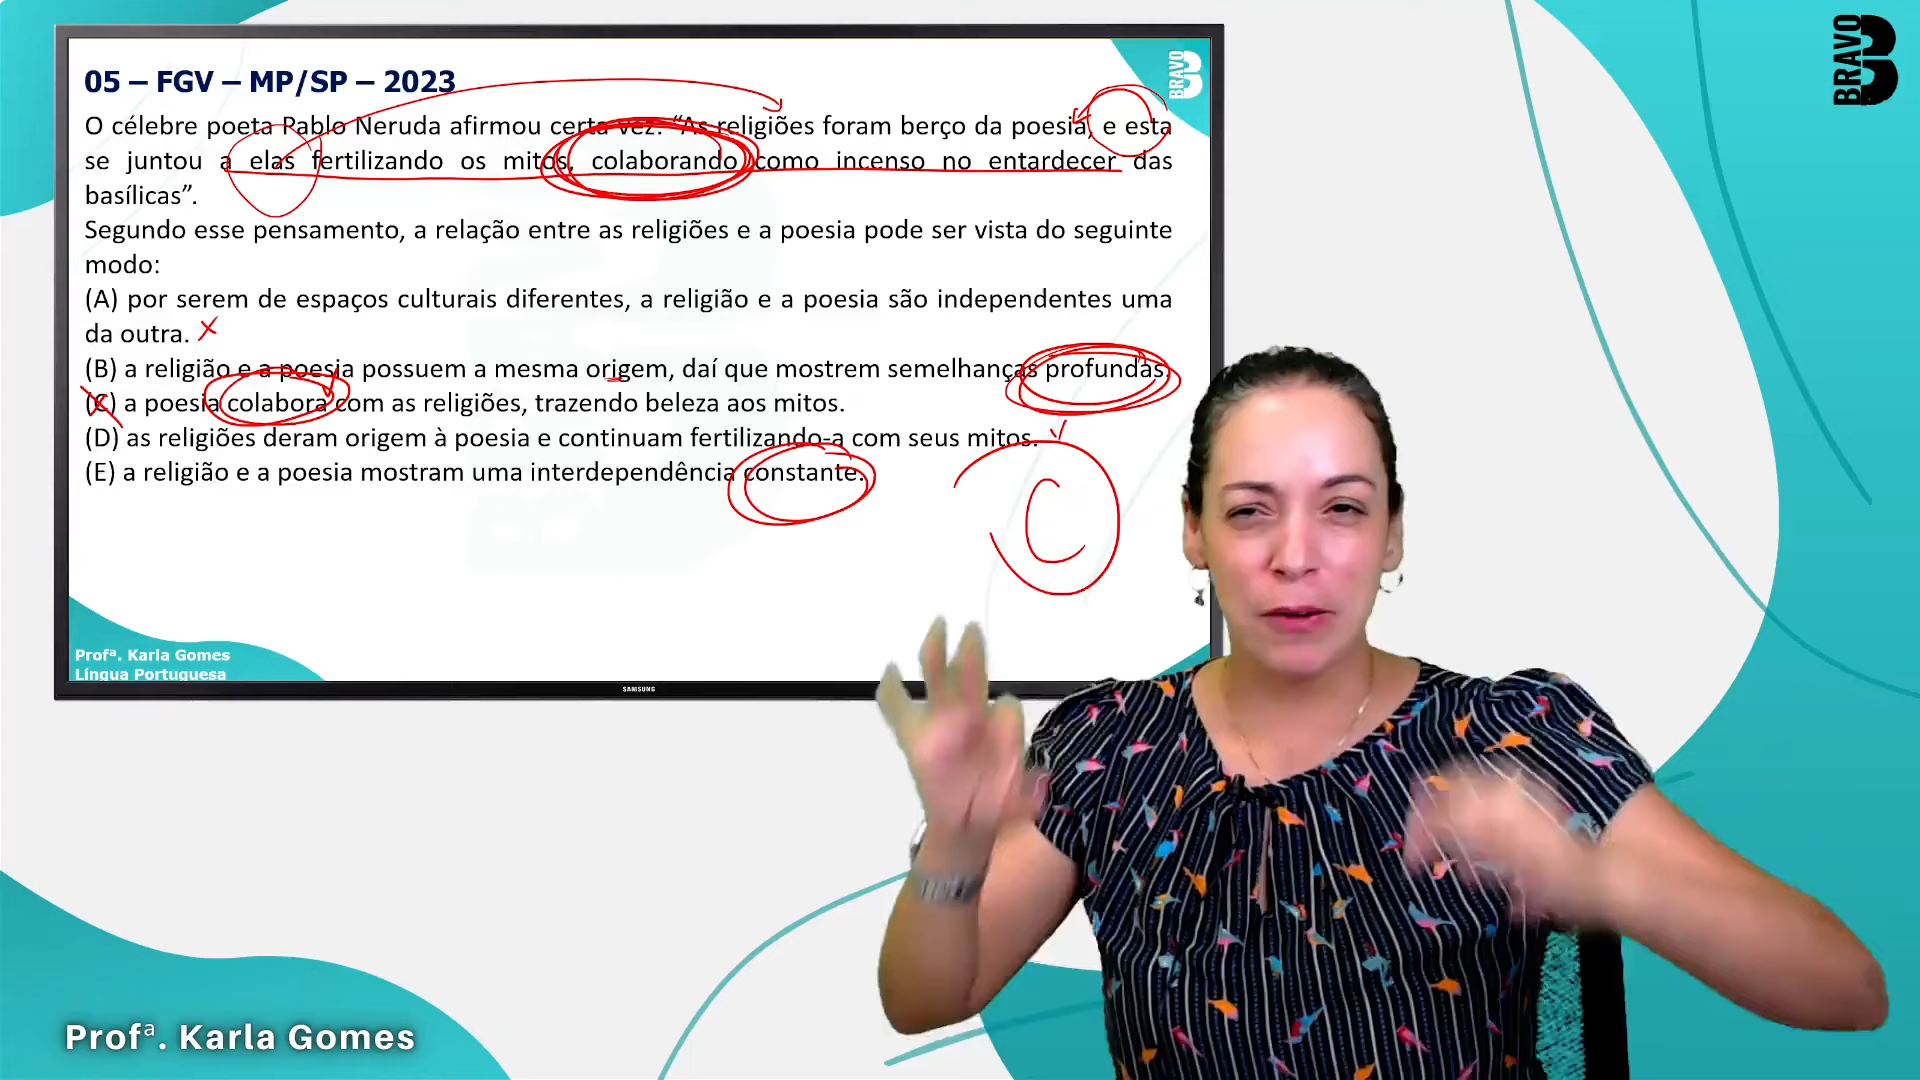 BRAVO
B
05 – FGV – MP/SP – 2023
BRAVO
O célebre poeta Pablo Neruda afirmou certa vez: “As religiões foram berço da poesia, e esta
se juntou a elas fertilizando os mitos, colaborando como incenso no entardecer das
basílicas”.
Segundo esse pensamento, a relação entre as religiões e a poesia pode ser vista do seguinte
modo:
(A) por serem de espaços culturais diferentes, a religião e a poesia são independentes uma
da outra.
(B) a religião e a poesia possuem a mesma origem, daí que mostrem semelhanças profundas.
(C) a poesia colabora com as religiões, trazendo beleza aos mitos.
(D) as religiões deram origem à poesia e continuam fertilizando-a com seus mitos.
(E) a religião e a poesia mostram uma interdependência constante.
C
Profª. Karla Gomes
Língua Portuguesa
SAMSUNG
Profª. Karla Gomes